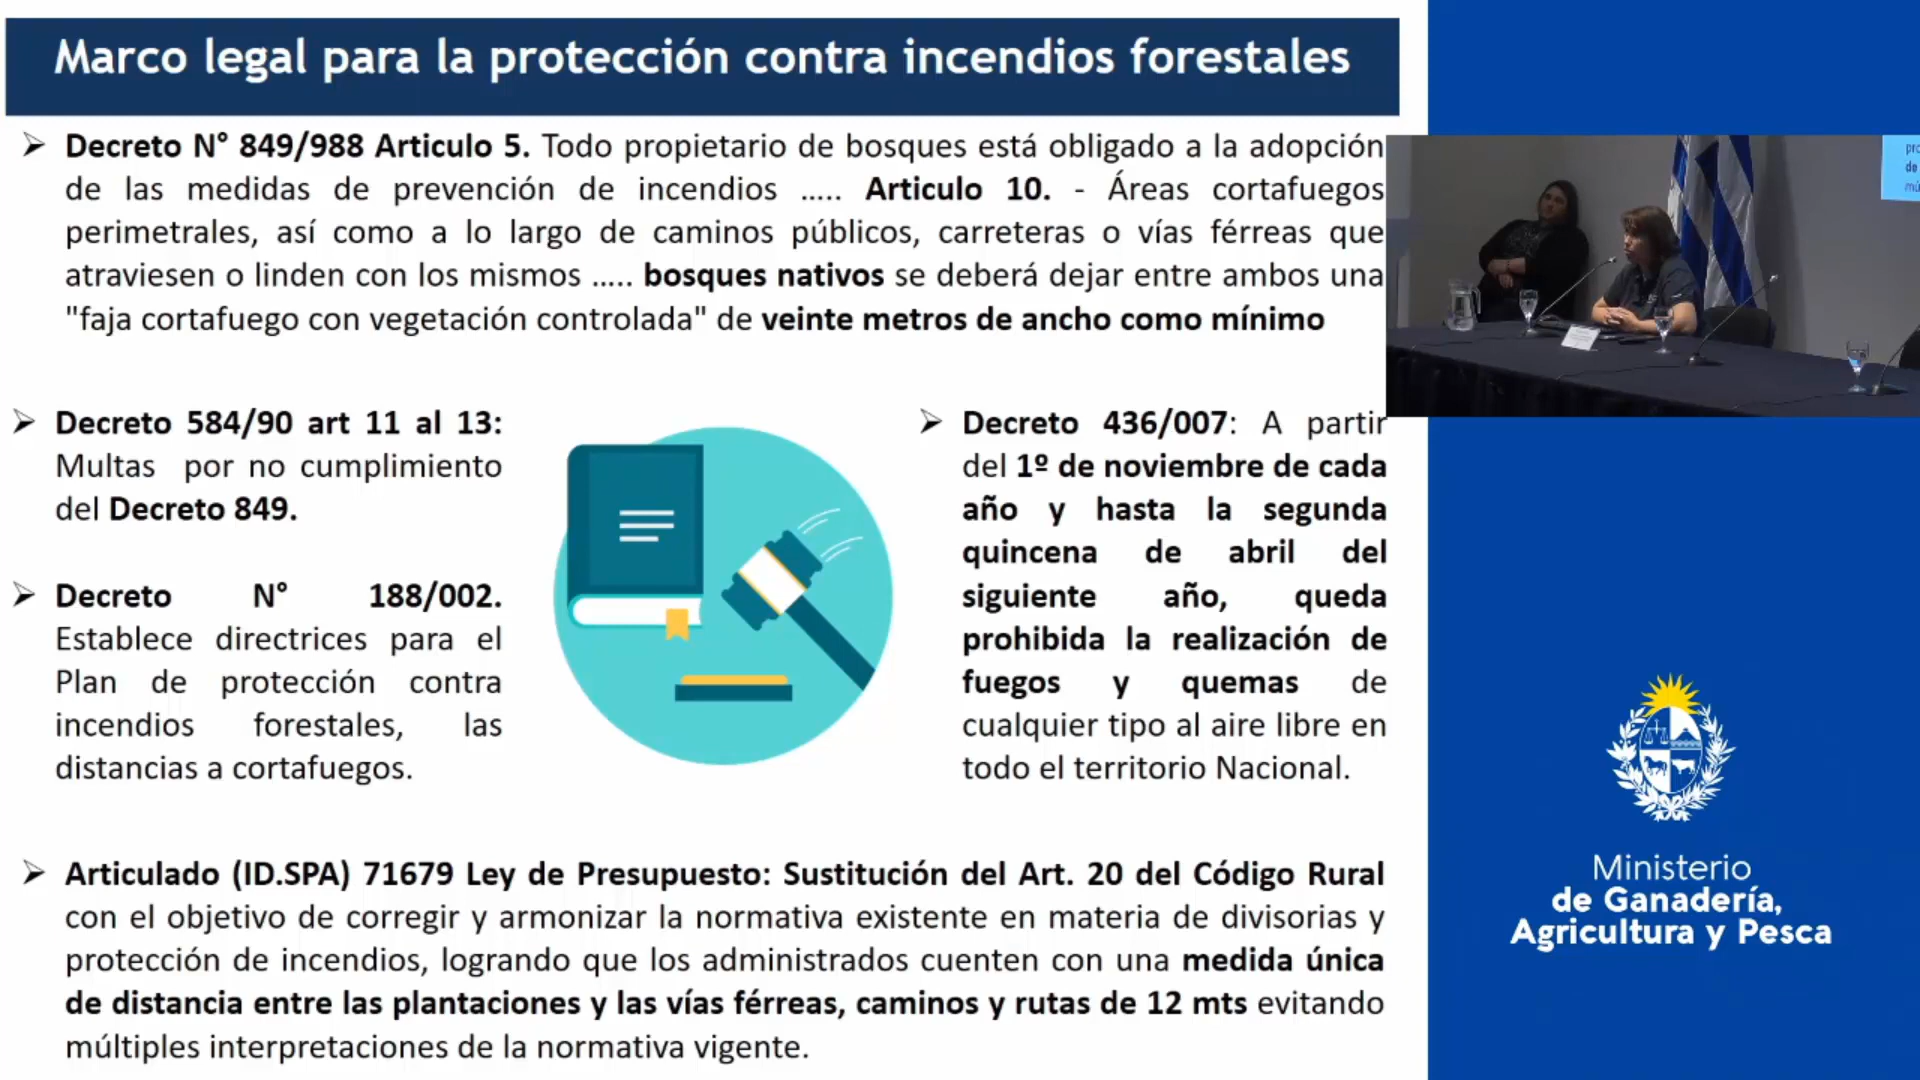 Marco legal para la protección contra incendios forestales
➢ Decreto N° 849/988 Articulo 5. Todo propietario de bosques está obligado a la adopción
de las medidas de prevención de incendios ….. Articulo 10. - Áreas cortafuegos
perimetrales, así como a lo largo de caminos públicos, carreteras o vías férreas que
atraviesen o linden con los mismos ….. bosques nativos se deberá dejar entre ambos una
"faja cortafuego con vegetación controlada" de veinte metros de ancho como mínimo
➢ Decreto 584/90 art 11 al 13:
Multas por no cumplimiento
del Decreto 849.
➢ Decreto N° 188/002.
Establece directrices para el
Plan de protección contra
incendios forestales, las
distancias a cortafuegos.
➢ Decreto 436/007: A partir
del 1º de noviembre de cada
año y hasta la segunda
quincena de abril del
siguiente año, queda
prohibida la realización de
fuegos y quemas de
cualquier tipo al aire libre en
todo el territorio Nacional.
➢ Articulado (ID.SPA) 71679 Ley de Presupuesto: Sustitución del Art. 20 del Código Rural
con el objetivo de corregir y armonizar la normativa existente en materia de divisorias y
protección de incendios, logrando que los administrados cuenten con una medida única
de distancia entre las plantaciones y las vías férreas, caminos y rutas de 12 mts evitando
múltiples interpretaciones de la normativa vigente.
pro
de
mú
Ministerio
de Ganadería,
Agricultura y Pesca